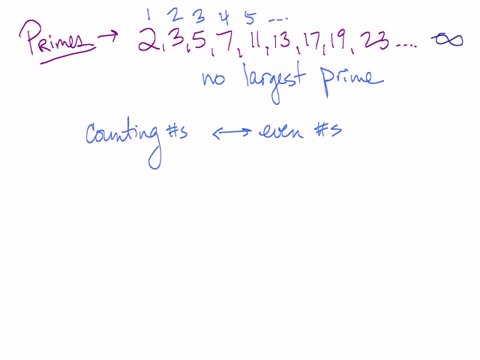 1 2 3 4 5 ...
Primes → 2, 3, 5, 7, 11, 13, 17, 19, 23 .... ∞
no largest prime
Counting #s ↔ even #s